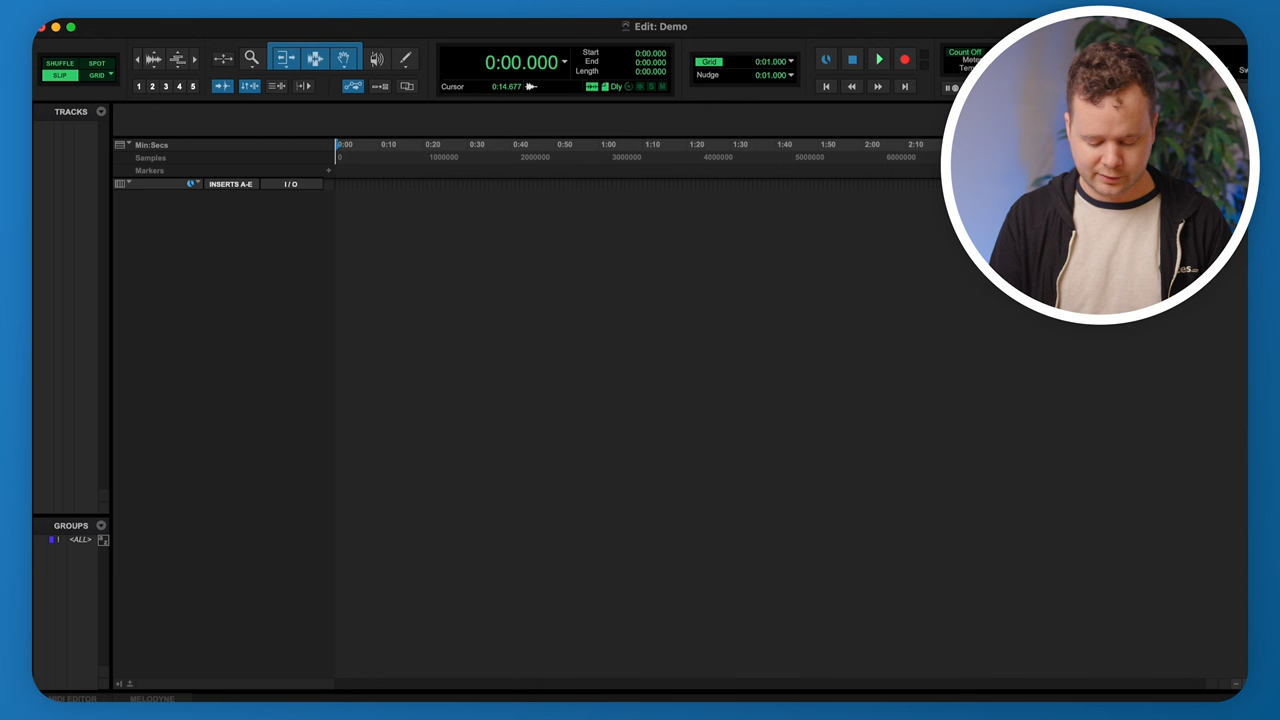 Edit: Demo
SHUFFLE SPOT
SLIP GRID
1 2 3 4 5
0:00.000
Start 0:00.000
End 0:00.000
Length 0:00.000
Cursor 0:14.677
Dly
S M
Grid 0:01.000
Nudge 0:01.000
Count Off
Meter
TRACKS
Min:Secs
0:00 0:10 0:20 0:30 0:40 0:50 1:00 1:10 1:20 1:30 1:40 1:50 2:00 2:10
Samples
0 1000000 2000000 3000000 4000000 5000000 6000000
Markers
INSERTS A-E I / O
GROUPS
! <ALL>
MIDI EDITOR MELODYNE